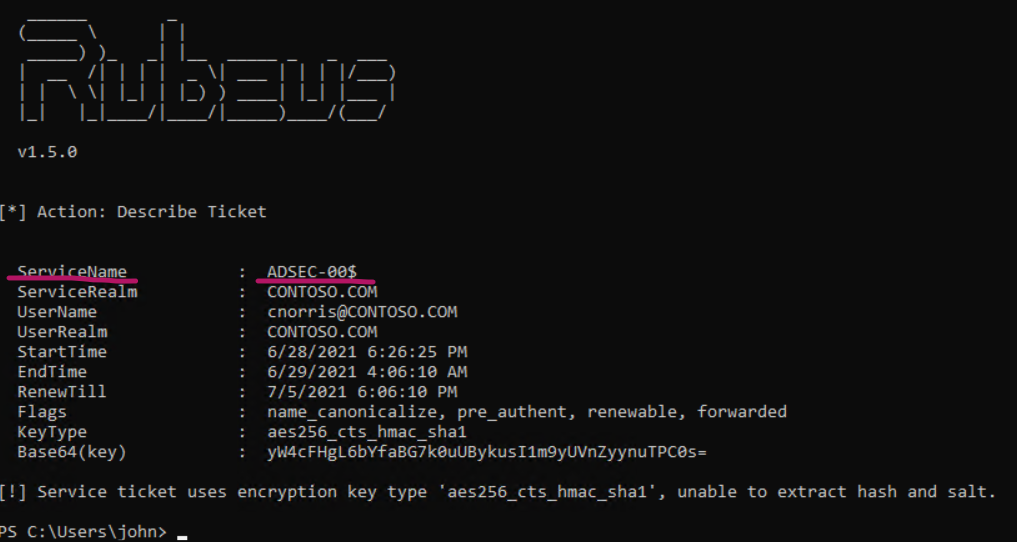 Rubeus
v1.5.0
[*] Action: Describe Ticket
ServiceName : ADSEC-00$
ServiceRealm : CONTOSO.COM
UserName : cnorris@CONTOSO.COM
UserRealm : CONTOSO.COM
StartTime : 6/28/2021 6:26:25 PM
EndTime : 6/29/2021 4:06:10 AM
RenewTill : 7/5/2021 6:06:10 PM
Flags : name_canonicalize, pre_authent, renewable, forwarded
KeyType : aes256_cts_hmac_sha1
Base64(key) : yW4cFHgL6bYfaBG7k0uUBykusI1m9yUVnZyynuTPC0s=
[!] Service ticket uses encryption key type 'aes256_cts_hmac_sha1', unable to extract hash and salt.
PS C:\Users\john>